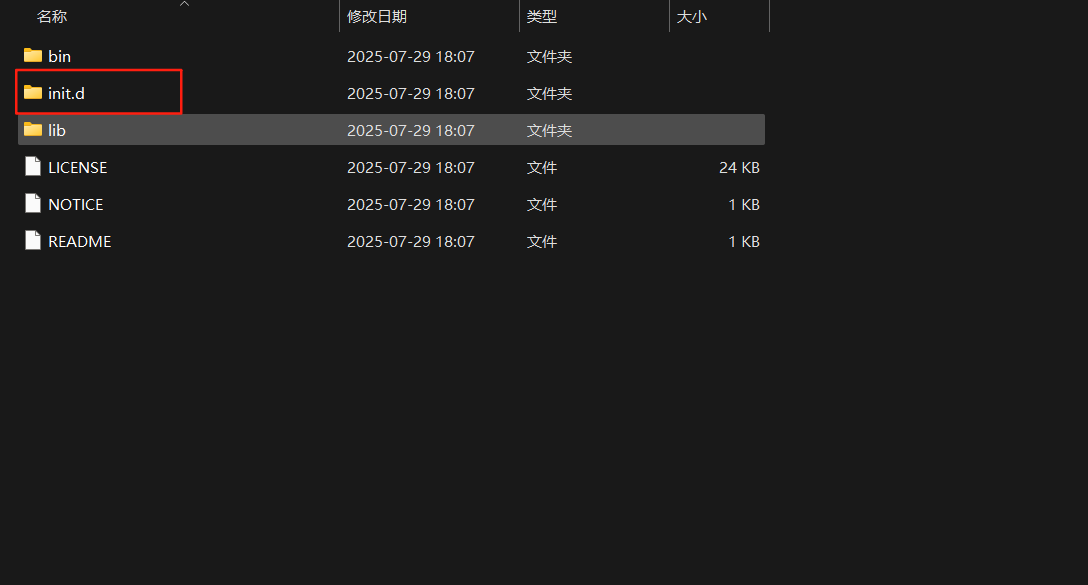 名称 修改日期 类型 大小
bin 2025-07-29 18:07 文件夹
init.d 2025-07-29 18:07 文件夹
lib 2025-07-29 18:07 文件夹
LICENSE 2025-07-29 18:07 文件 24 KB
NOTICE 2025-07-29 18:07 文件 1 KB
README 2025-07-29 18:07 文件 1 KB